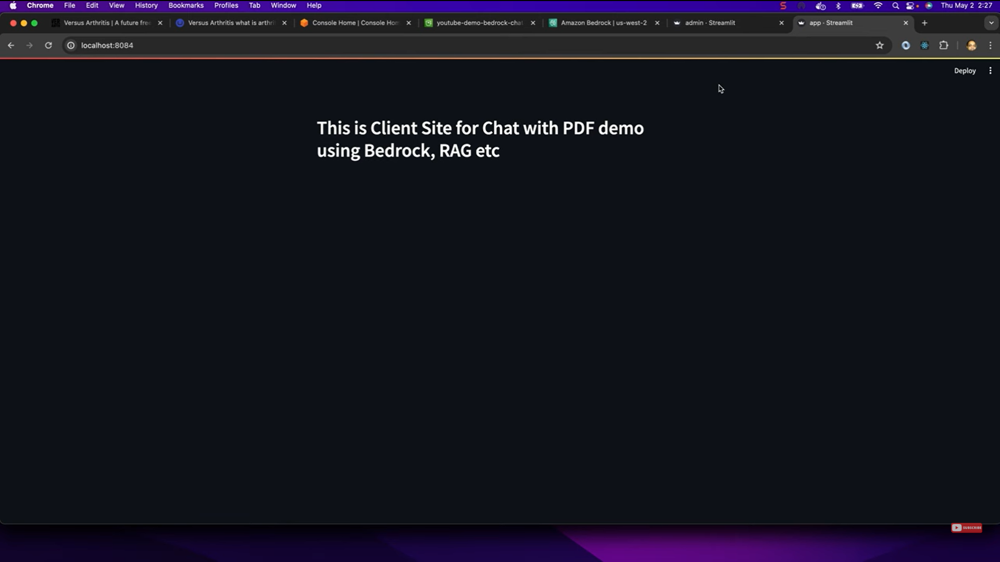 Chrome File Edit View History Bookmarks Profiles Tab Window Help Thu May 2 2:27
Versus Arthritis | A future free Versus Arthritis what is arthri Console Home | Console Hom youtube-demo-bedrock-chat Amazon Bedrock | us-west-2 admin · Streamlit app · Streamlit
localhost:8084
Deploy
This is Client Site for Chat with PDF demo
using Bedrock, RAG etc
SUBSCRIBE